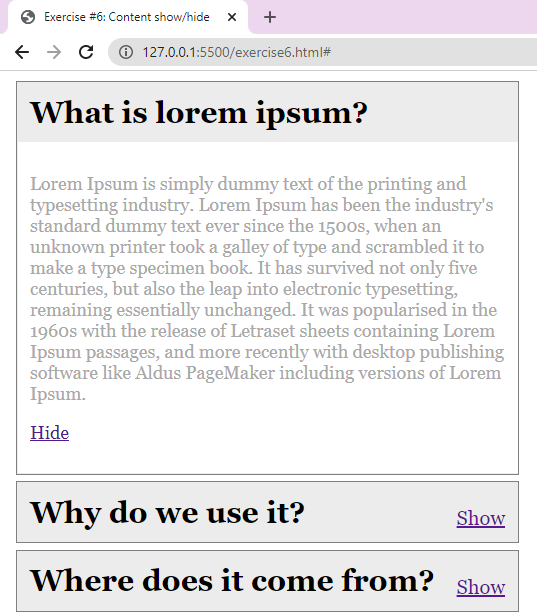 Exercise #6: Content show/hide
127.0.0.1:5500/exercise6.html#
What is lorem ipsum?
Lorem Ipsum is simply dummy text of the printing and
typesetting industry. Lorem Ipsum has been the industry's
standard dummy text ever since the 1500s, when an
unknown printer took a galley of type and scrambled it to
make a type specimen book. It has survived not only five
centuries, but also the leap into electronic typesetting,
remaining essentially unchanged. It was popularised in the
1960s with the release of Letraset sheets containing Lorem
Ipsum passages, and more recently with desktop publishing
software like Aldus PageMaker including versions of Lorem
Ipsum.
Hide
Why do we use it? Show
Where does it come from? Show